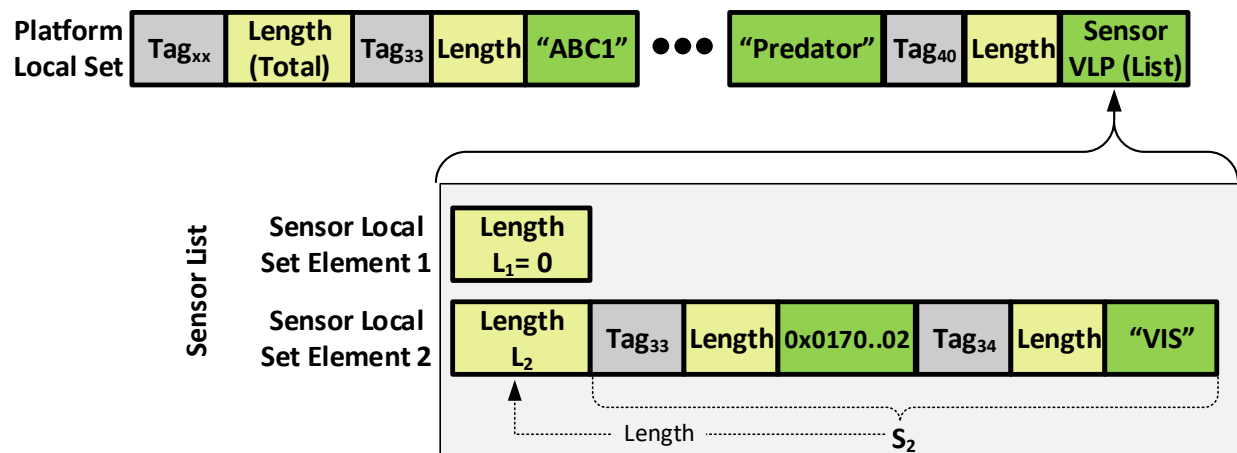 Platform Local Set
Tagxx
Length (Total)
Tag33
Length
“ABC1”
●●●
“Predator”
Tag40
Length
Sensor VLP (List)
Sensor List
Sensor Local Set Element 1
Length L1= 0
Sensor Local Set Element 2
Length L2
Tag33
Length
0x0170..02
Tag34
Length
“VIS”
Length
S2